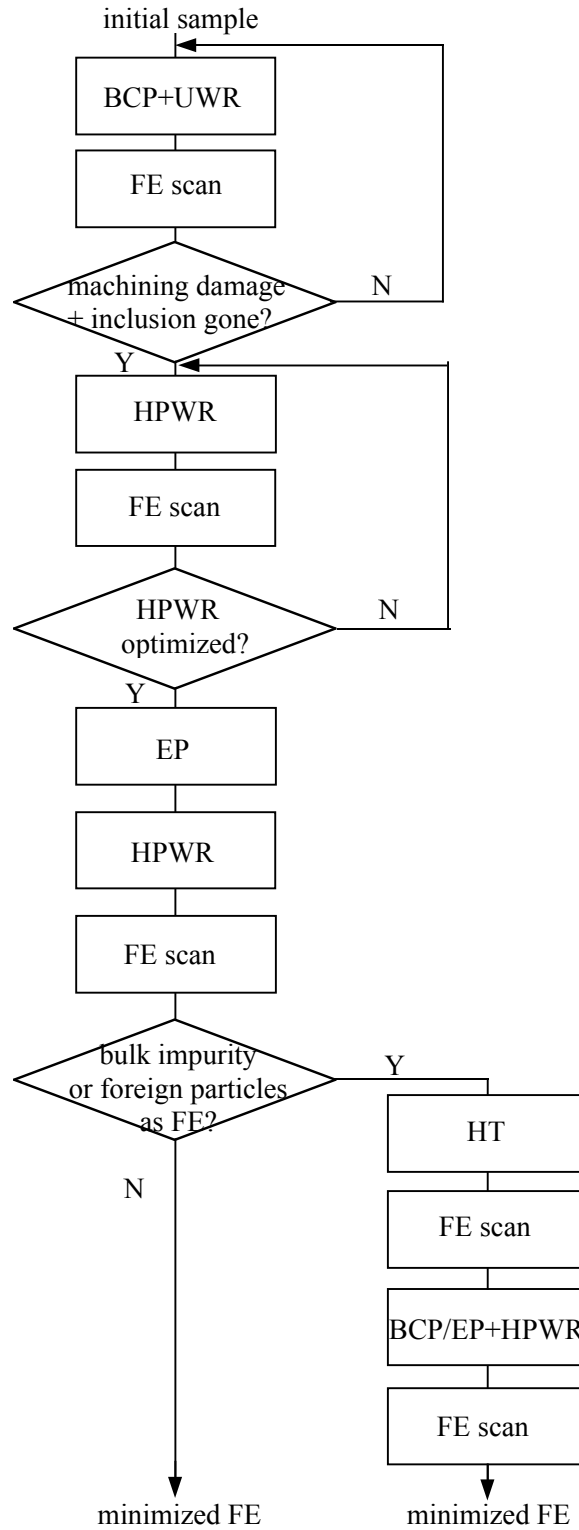 initial sample
BCP+UWR
FE scan
machining damage
+ inclusion gone?
N
Y
HPWR
FE scan
HPWR
optimized?
N
Y
EP
HPWR
FE scan
bulk impurity
or foreign particles
as FE?
Y
HT
N
FE scan
BCP/EP+HPWR
FE scan
minimized FE
minimized FE